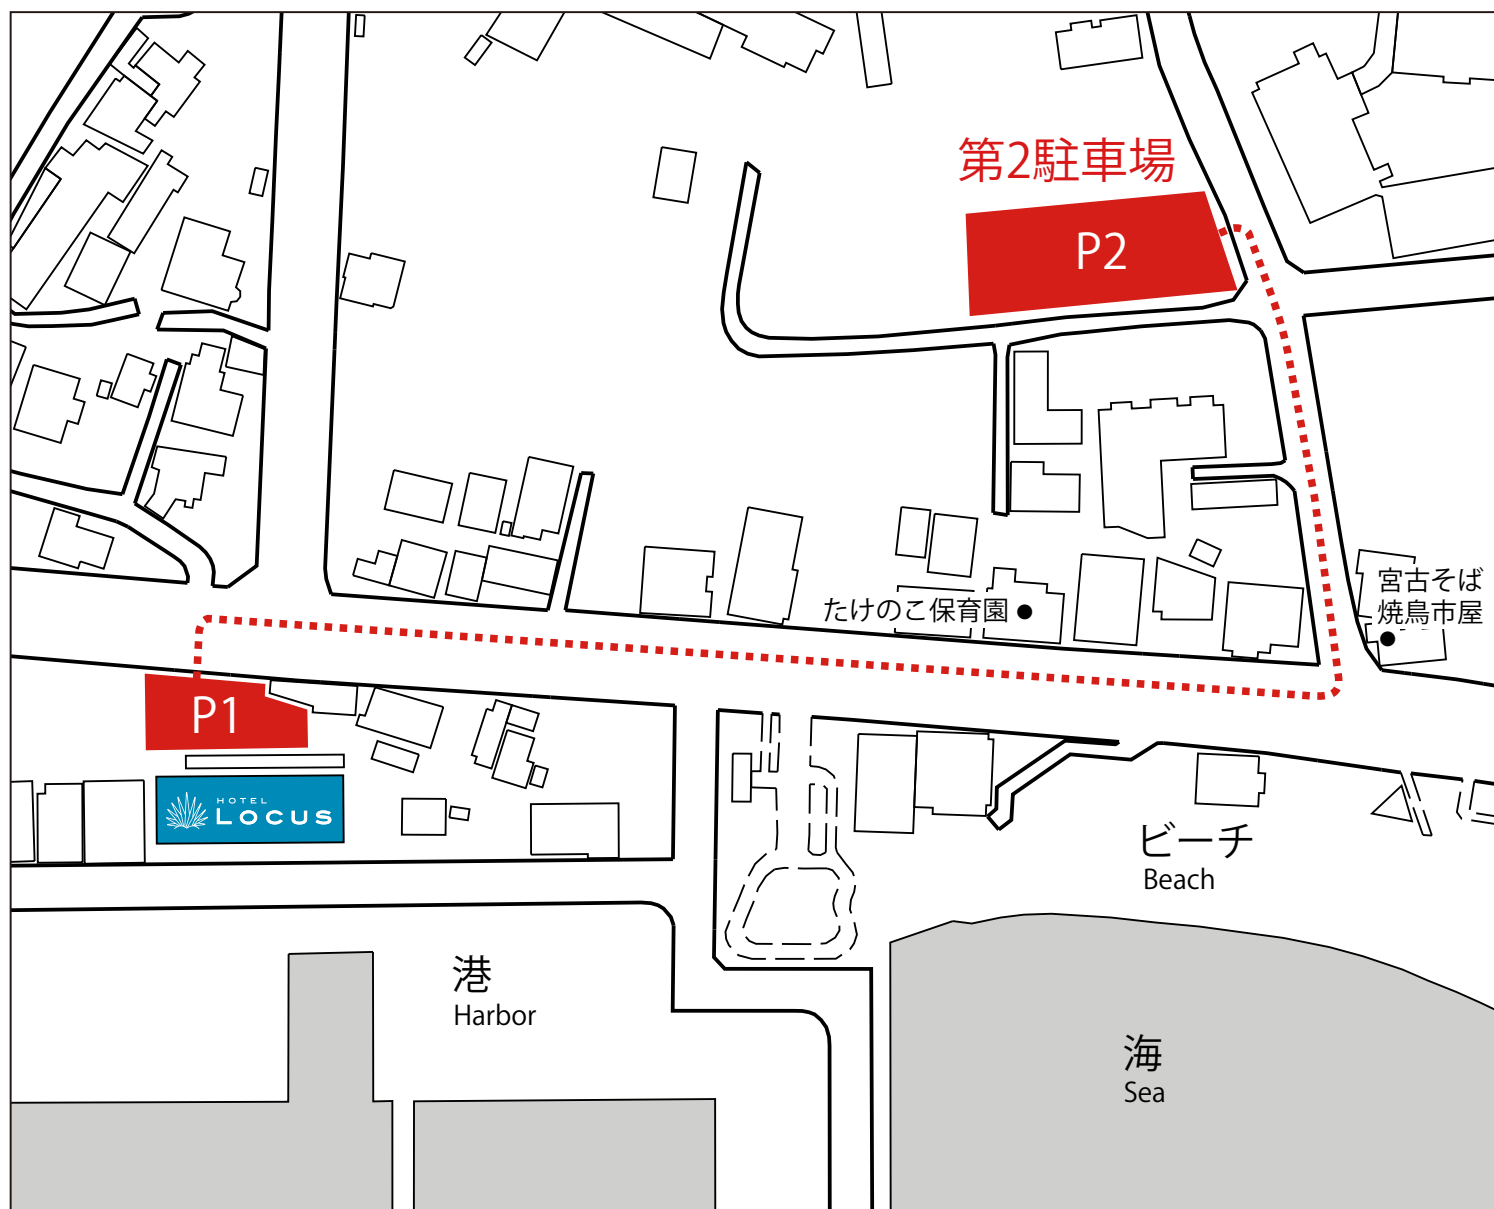 第2駐車場
P2
宮古そば
焼鳥市屋
たけのこ保育園
P1
HOTEL
LOCUS
ビーチ
Beach
港
Harbor
海
Sea